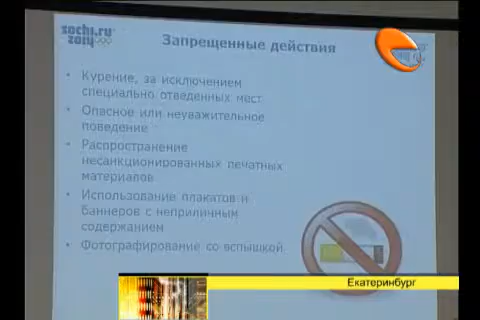 sochi.ru
2014
Запрещенные действия
• Курение, за исключением
специально отведенных мест
• Опасное или неуважительное
поведение
• Распространение
несанкционированных печатных
материалов
• Использование плакатов и
баннеров с неприличным
содержанием
• Фотографирование со вспышкой
Екатеринбург